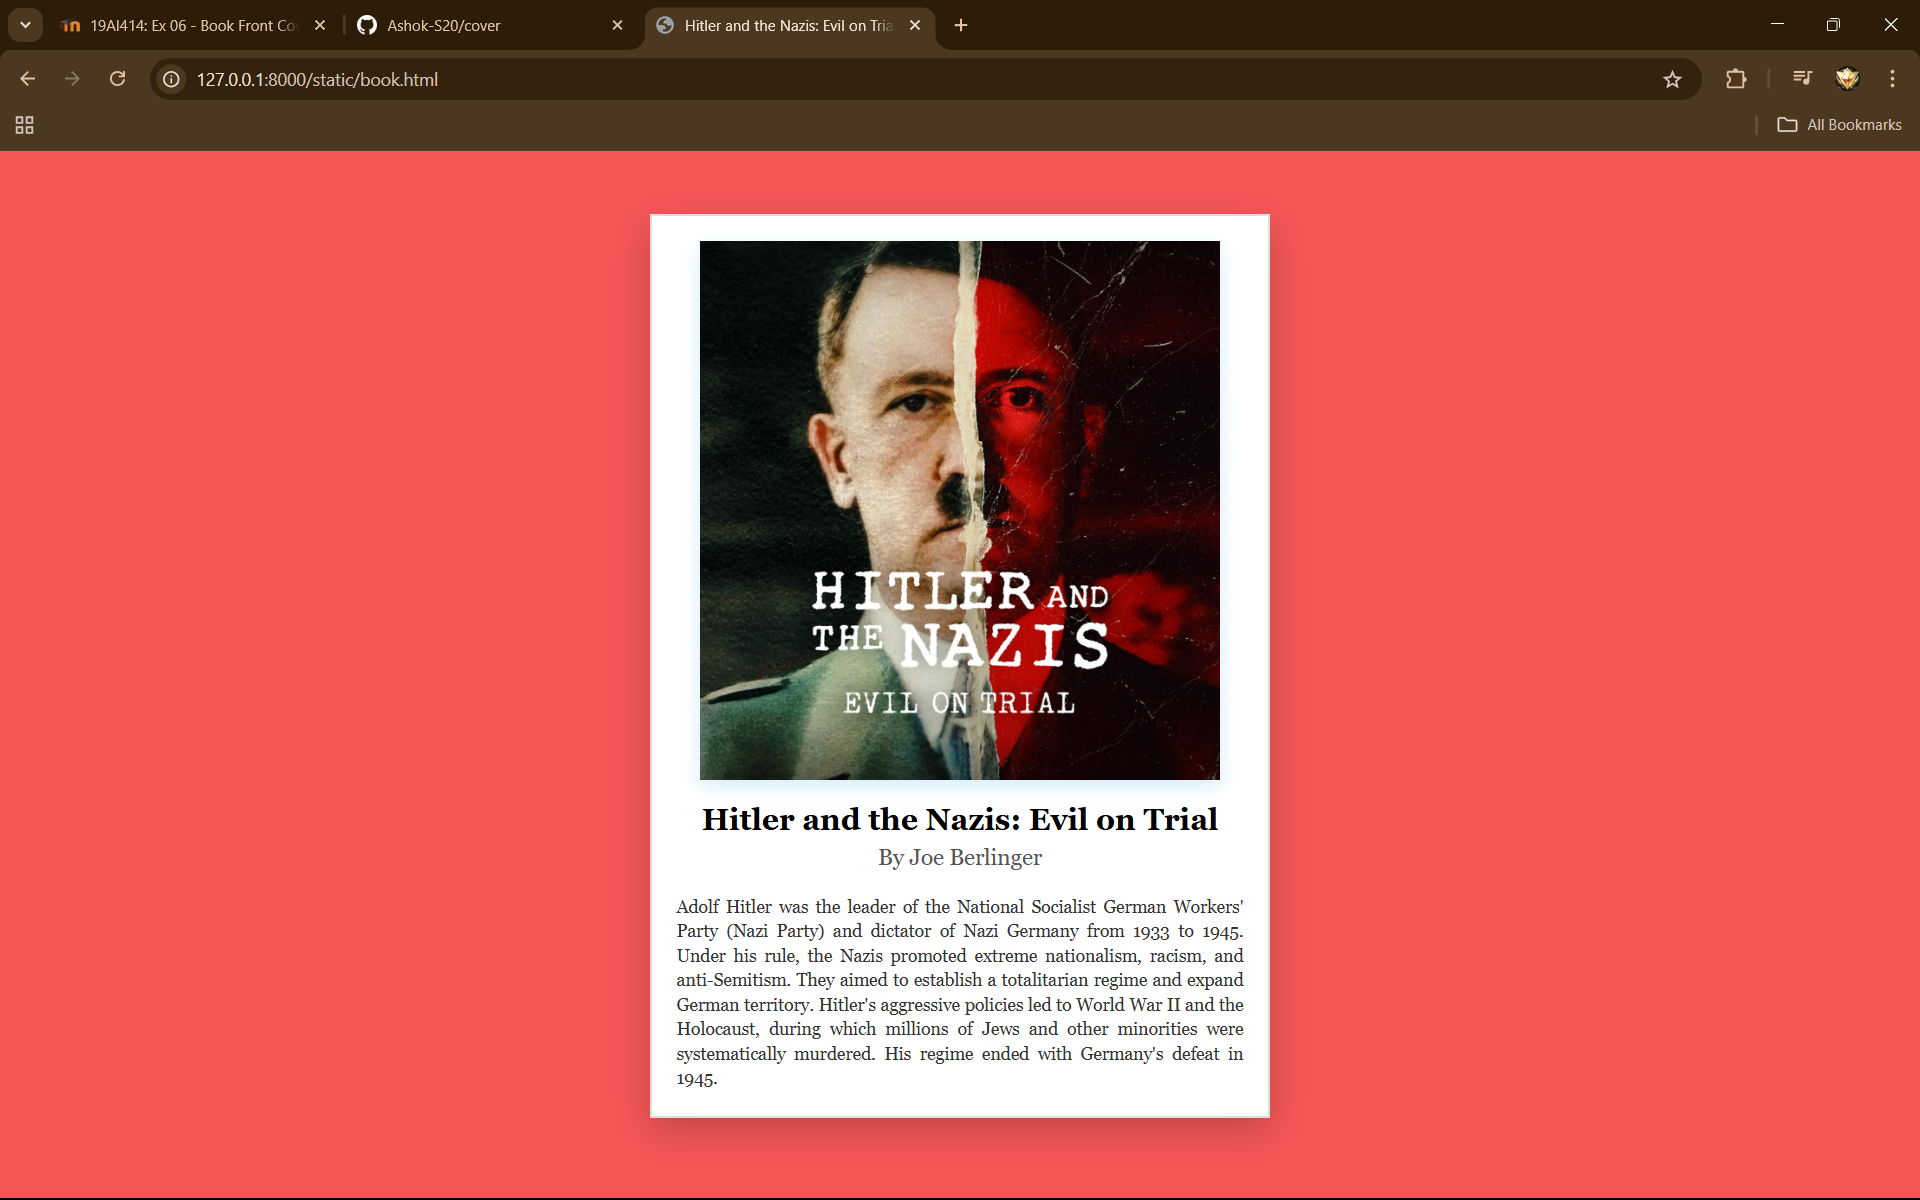 19AI414: Ex 06 - Book Front Co
Ashok-S20/cover
Hitler and the Nazis: Evil on Tria
127.0.0.1:8000/static/book.html
All Bookmarks
HITLER AND
THE NAZIS
EVIL ON TRIAL
Hitler and the Nazis: Evil on Trial
By Joe Berlinger
Adolf Hitler was the leader of the National Socialist German Workers'
Party (Nazi Party) and dictator of Nazi Germany from 1933 to 1945.
Under his rule, the Nazis promoted extreme nationalism, racism, and
anti-Semitism. They aimed to establish a totalitarian regime and expand
German territory. Hitler's aggressive policies led to World War II and the
Holocaust, during which millions of Jews and other minorities were
systematically murdered. His regime ended with Germany's defeat in
1945.